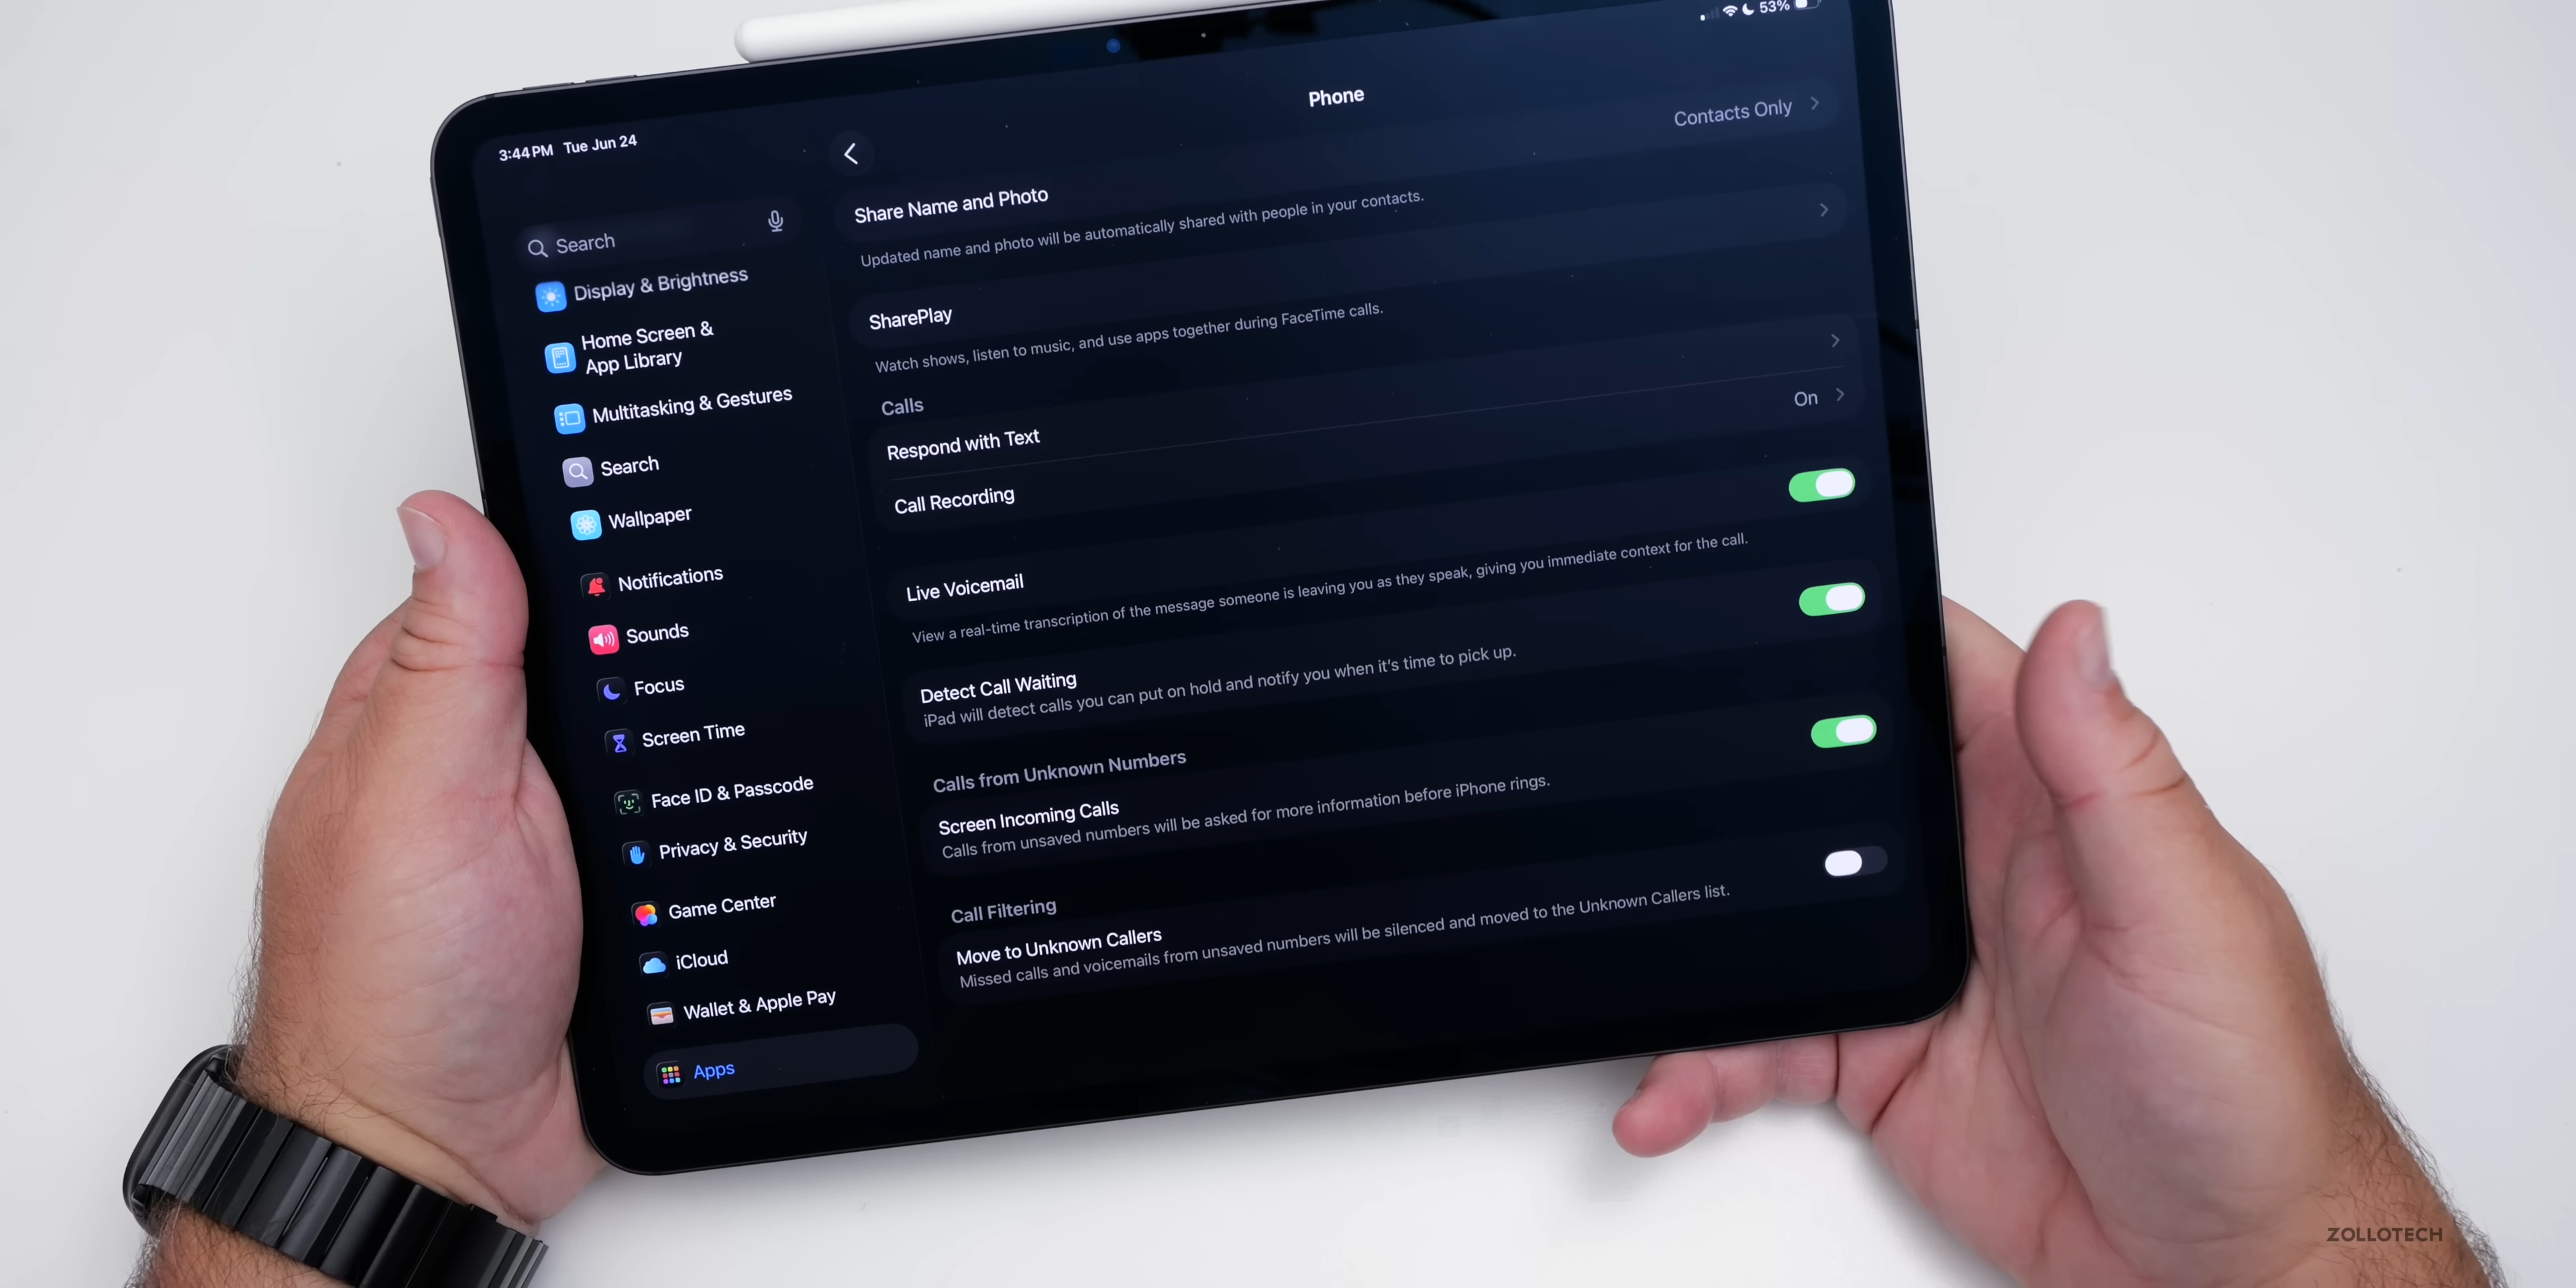 3:44 PM Tue Jun 24
53%
Search
Display & Brightness
Home Screen &
App Library
Multitasking & Gestures
Search
Wallpaper
Notifications
Sounds
Focus
Screen Time
Face ID & Passcode
Privacy & Security
Game Center
iCloud
Wallet & Apple Pay
Apps
Phone
Share Name and Photo Contacts Only
Updated name and photo will be automatically shared with people in your contacts.
SharePlay
Watch shows, listen to music, and use apps together during FaceTime calls.
Calls
Respond with Text
Call Recording On
Live Voicemail
View a real-time transcription of the message someone is leaving you as they speak, giving you immediate context for the call.
Detect Call Waiting
iPad will detect calls you can put on hold and notify you when it's time to pick up.
Calls from Unknown Numbers
Screen Incoming Calls
Calls from unsaved numbers will be asked for more information before iPhone rings.
Call Filtering
Move to Unknown Callers
Missed calls and voicemails from unsaved numbers will be silenced and moved to the Unknown Callers list.
ZOLLOTECH